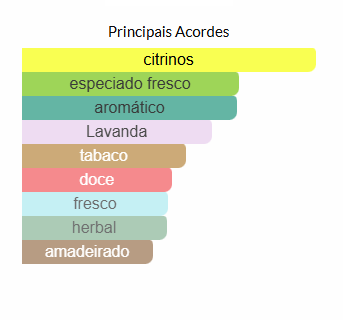 Principais Acordes
citrinos
especiado fresco
aromático
Lavanda
tabaco
doce
fresco
herbal
amadeirado